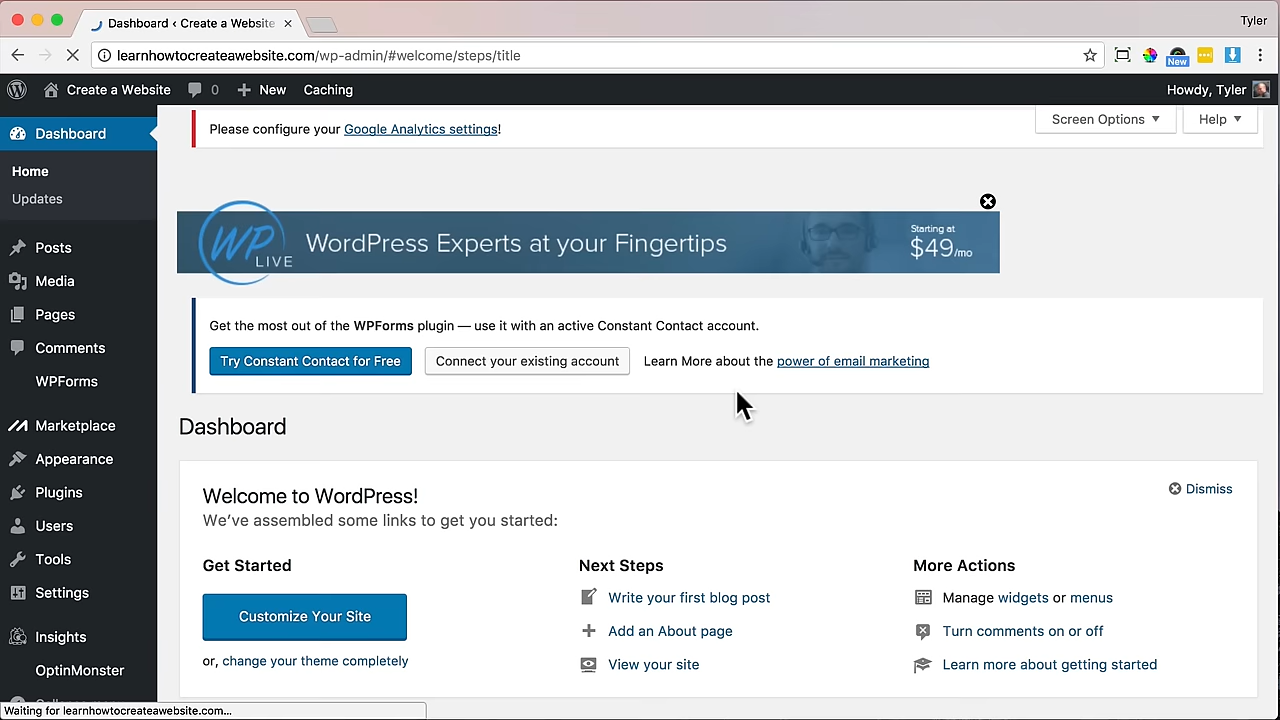 Dashboard ‹ Create a Website
Tyler
learnhowtocreateawebsite.com/wp-admin/#welcome/steps/title
New
Create a Website
0
New
Caching
Howdy, Tyler
Dashboard
Home
Updates
Posts
Media
Pages
Comments
WPForms
Marketplace
Appearance
Plugins
Users
Tools
Settings
Insights
OptinMonster
Please configure your Google Analytics settings!
Screen Options
Help
WP LIVE
WordPress Experts at your Fingertips
Starting at
$49/mo
Get the most out of the WPForms plugin — use it with an active Constant Contact account.
Try Constant Contact for Free
Connect your existing account
Learn More about the power of email marketing
Dashboard
Welcome to WordPress!
Dismiss
We've assembled some links to get you started:
Get Started
Customize Your Site
or, change your theme completely
Next Steps
Write your first blog post
Add an About page
View your site
More Actions
Manage widgets or menus
Turn comments on or off
Learn more about getting started
Waiting for learnhowtocreateawebsite.com...